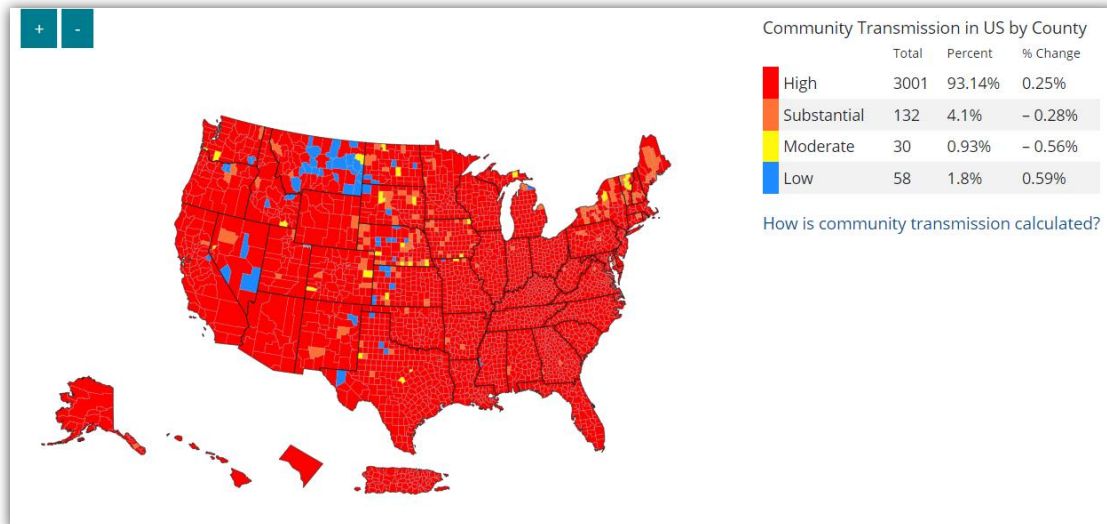 + -
Community Transmission in US by County
Total Percent % Change
High 3001 93.14% 0.25%
Substantial 132 4.1% – 0.28%
Moderate 30 0.93% – 0.56%
Low 58 1.8% 0.59%
How is community transmission calculated?